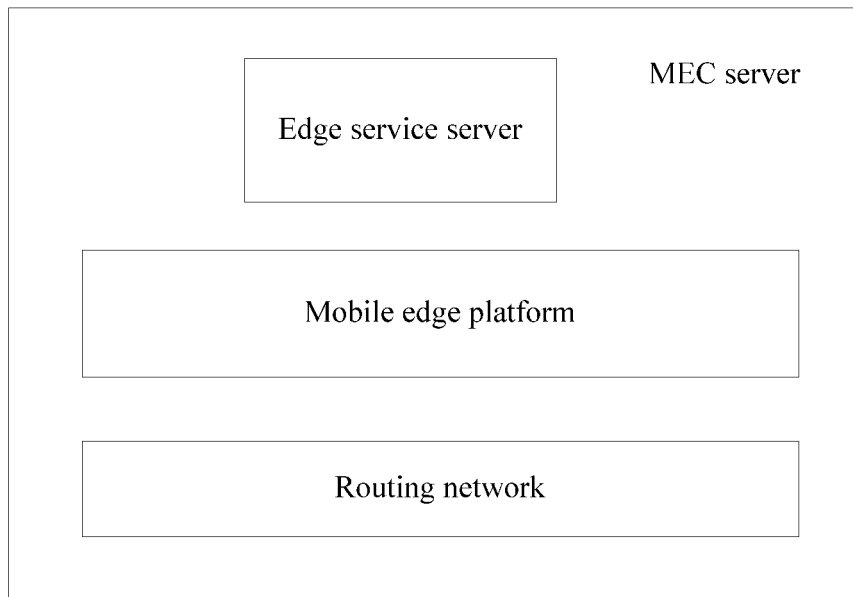 MEC server
Edge service server
Mobile edge platform
Routing network